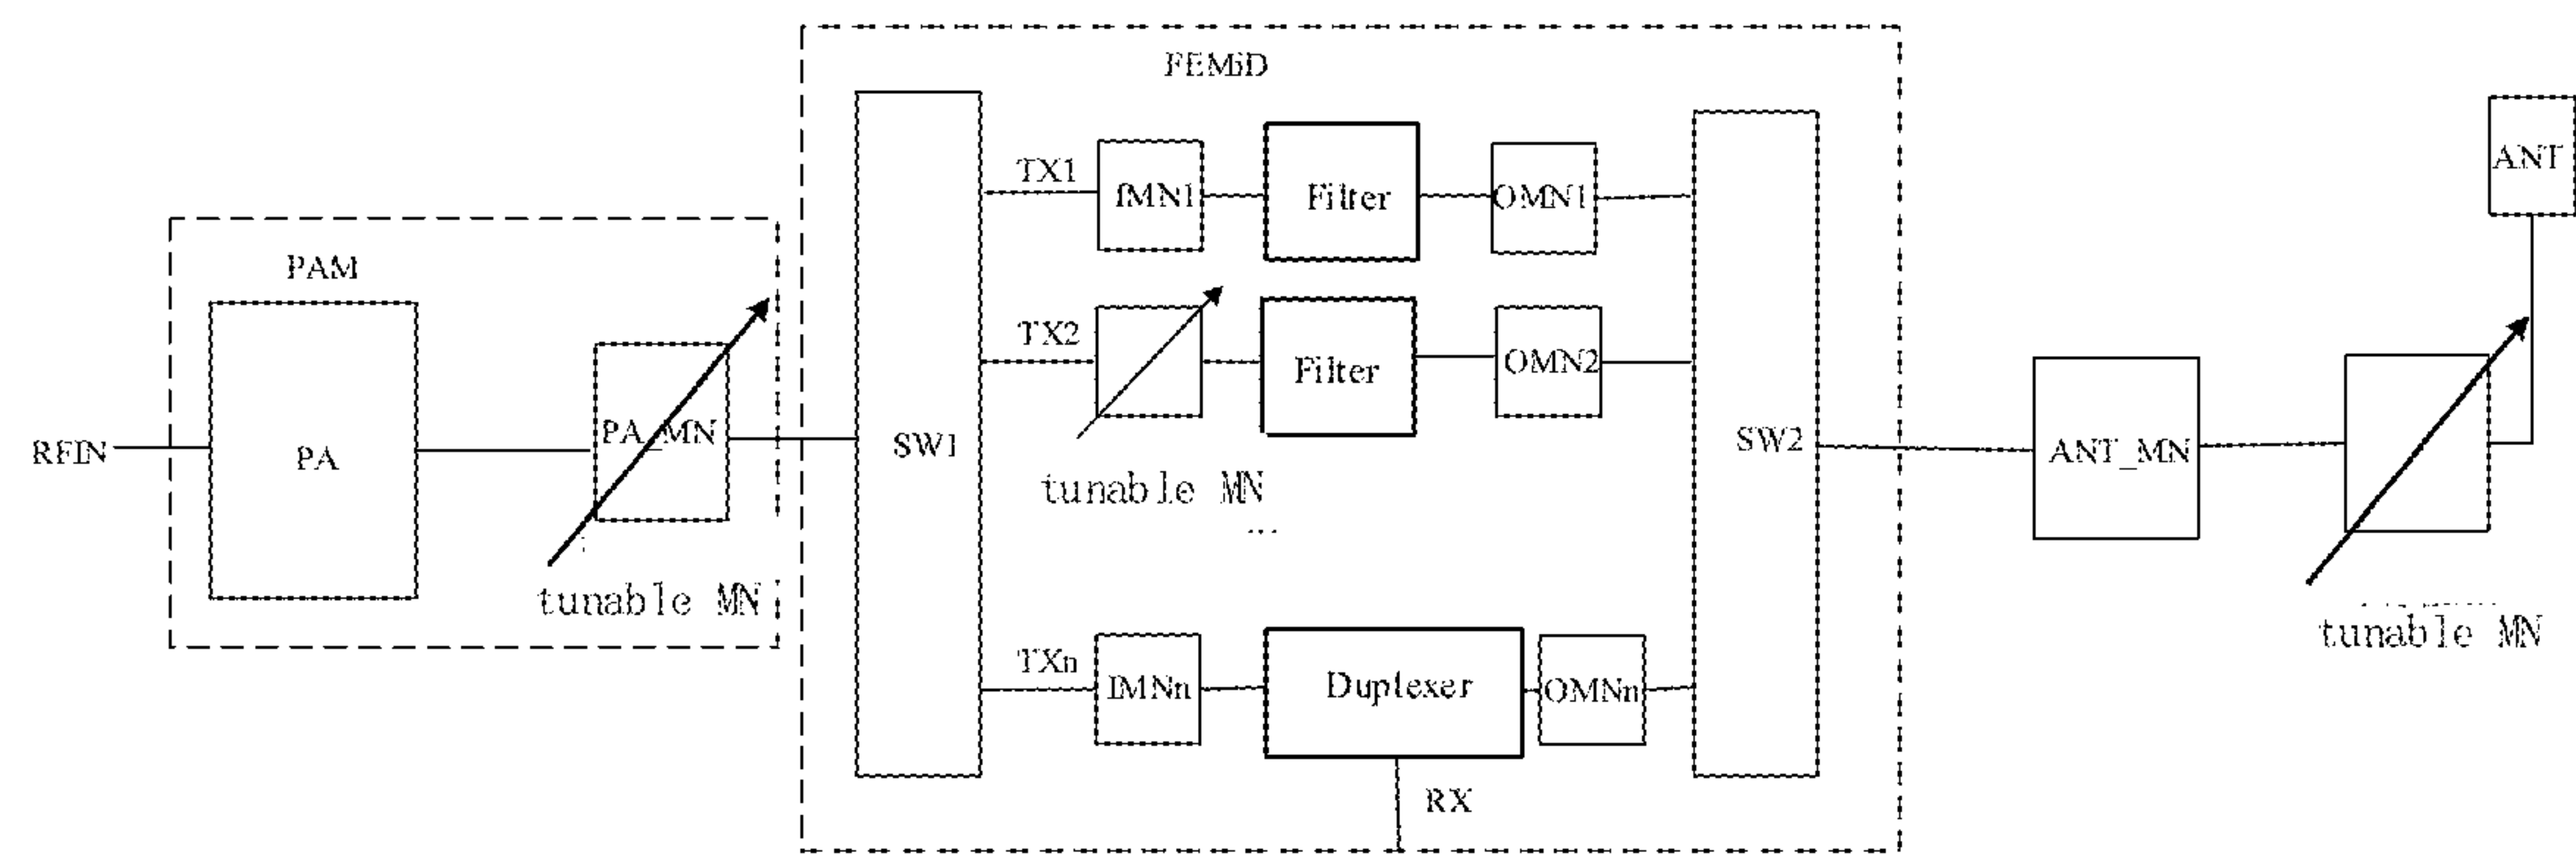 FEMiD
ANT
TX1
IMN1
Filter
OMN1
PAM
TX2
Filter
OMN2
RFIN
PA
PA_MN
SW1
SW2
ANT_MN
tunable MN
...
tunable MN
tunable MN
TXn
IMNn
Duplexer
OMNn
RX